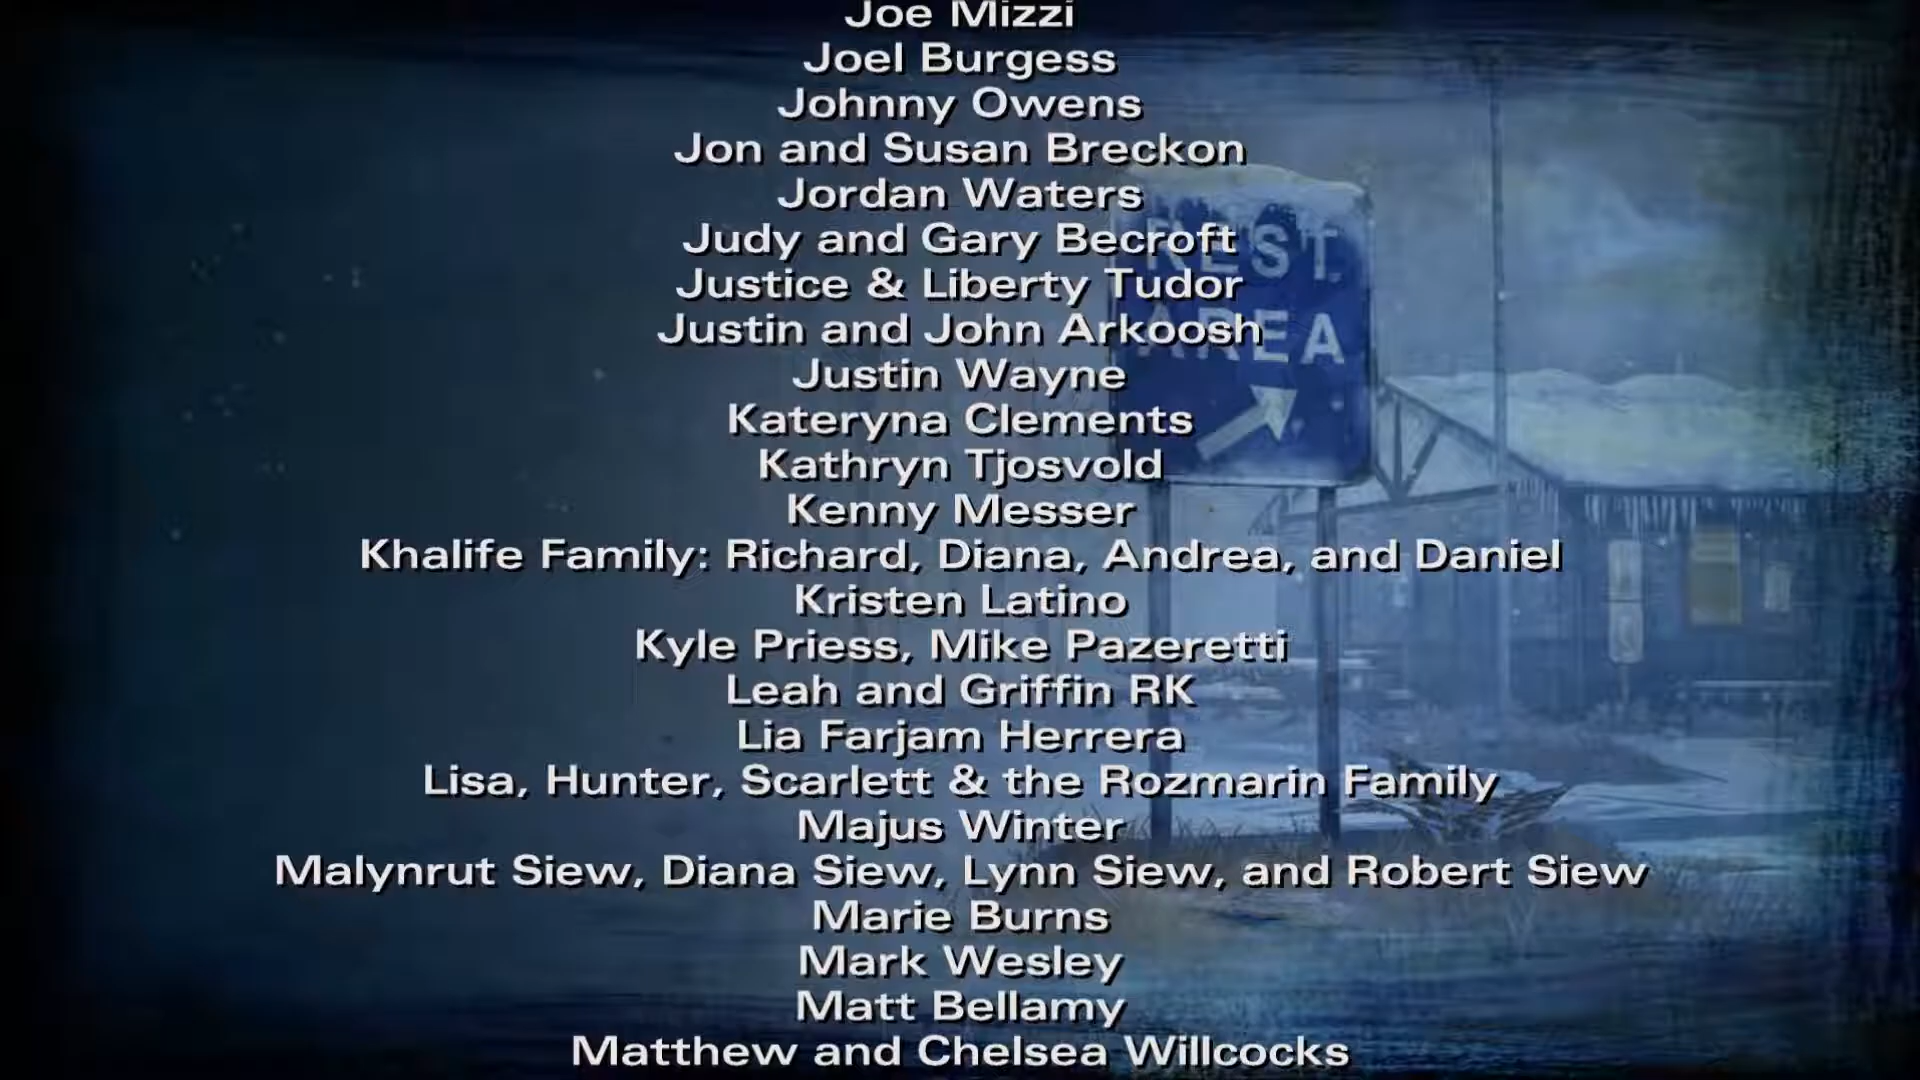 Joe Mizzi
Joel Burgess
Johnny Owens
Jon and Susan Breckon
Jordan Waters
Judy and Gary Becroft
Justice & Liberty Tudor
Justin and John Arkoosh
Justin Wayne
Kateryna Clements
Kathryn Tjosvold
Kenny Messer
Khalife Family: Richard, Diana, Andrea, and Daniel
Kristen Latino
Kyle Priess, Mike Pazeretti
Leah and Griffin RK
Lia Farjam Herrera
Lisa, Hunter, Scarlett & the Rozmarin Family
Majus Winter
Malynrut Siew, Diana Siew, Lynn Siew, and Robert Siew
Marie Burns
Mark Wesley
Matt Bellamy
Matthew and Chelsea Willcocks
REST
AREA